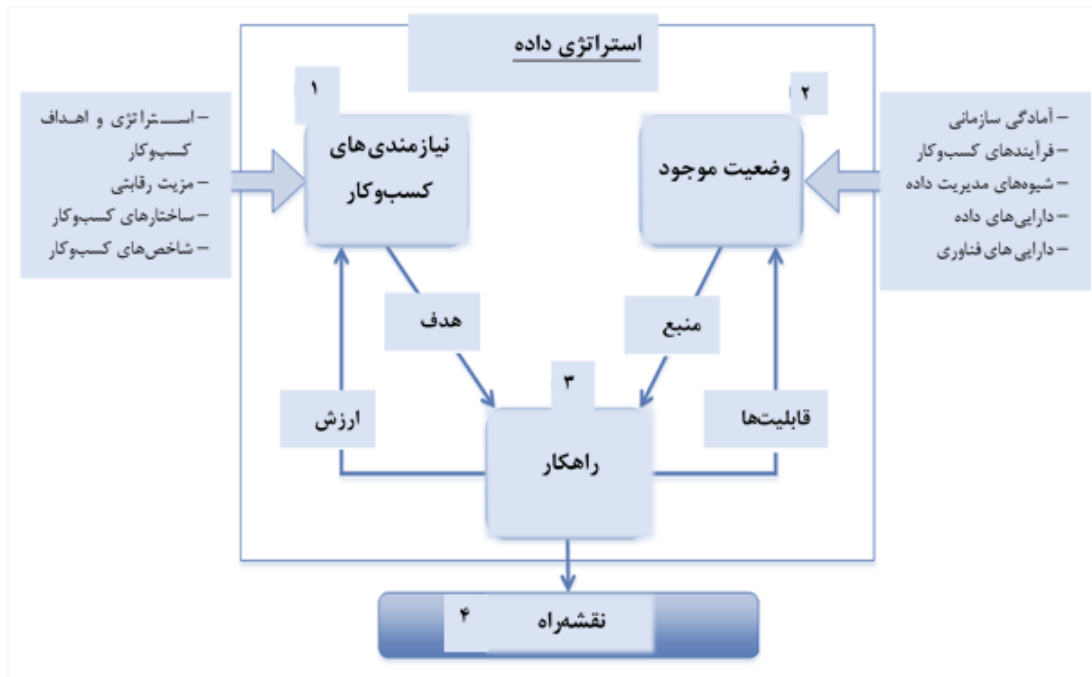 استراتژی داده
۱
نیازمندی‌های
کسب‌وکار
– استراتژی و اهداف
کسب‌وکار
– مزیت رقابتی
– ساختارهای کسب‌وکار
– شاخص‌های کسب‌وکار
۲
وضعیت موجود
– آمادگی سازمانی
– فرآیندهای کسب‌وکار
– شیوه‌های مدیریت داده
– دارایی‌های داده
– دارایی‌های فناوری
هدف
منبع
ارزش
قابلیت‌ها
۳
راهکار
۴
نقشه‌راه